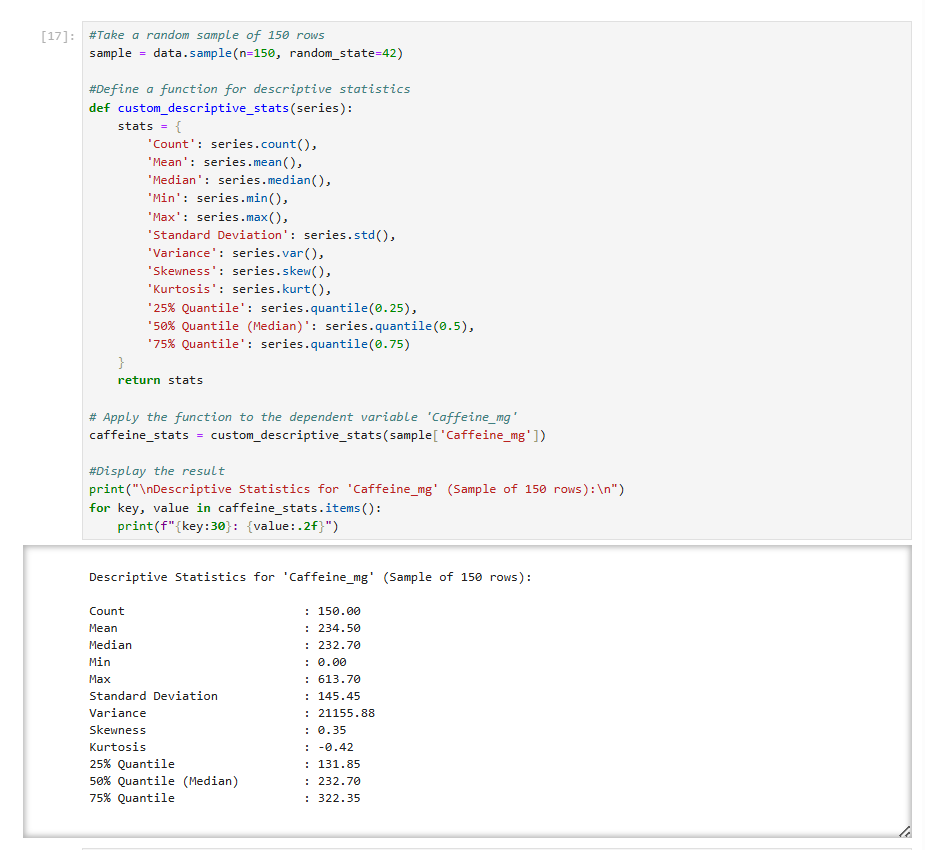 [17]: #Take a random sample of 150 rows
sample = data.sample(n=150, random_state=42)

#Define a function for descriptive statistics
def custom_descriptive_stats(series):
    stats = {
        'Count': series.count(),
        'Mean': series.mean(),
        'Median': series.median(),
        'Min': series.min(),
        'Max': series.max(),
        'Standard Deviation': series.std(),
        'Variance': series.var(),
        'Skewness': series.skew(),
        'Kurtosis': series.kurt(),
        '25% Quantile': series.quantile(0.25),
        '50% Quantile (Median)': series.quantile(0.5),
        '75% Quantile': series.quantile(0.75)
    }
    return stats

# Apply the function to the dependent variable 'Caffeine_mg'
caffeine_stats = custom_descriptive_stats(sample['Caffeine_mg'])

#Display the result
print("\nDescriptive Statistics for 'Caffeine_mg' (Sample of 150 rows):\n")
for key, value in caffeine_stats.items():
    print(f"{key:30}: {value:.2f}")

Descriptive Statistics for 'Caffeine_mg' (Sample of 150 rows):

Count                         : 150.00
Mean                          : 234.50
Median                        : 232.70
Min                           : 0.00
Max                           : 613.70
Standard Deviation            : 145.45
Variance                      : 21155.88
Skewness                      : 0.35
Kurtosis                      : -0.42
25% Quantile                  : 131.85
50% Quantile (Median)         : 232.70
75% Quantile                  : 322.35